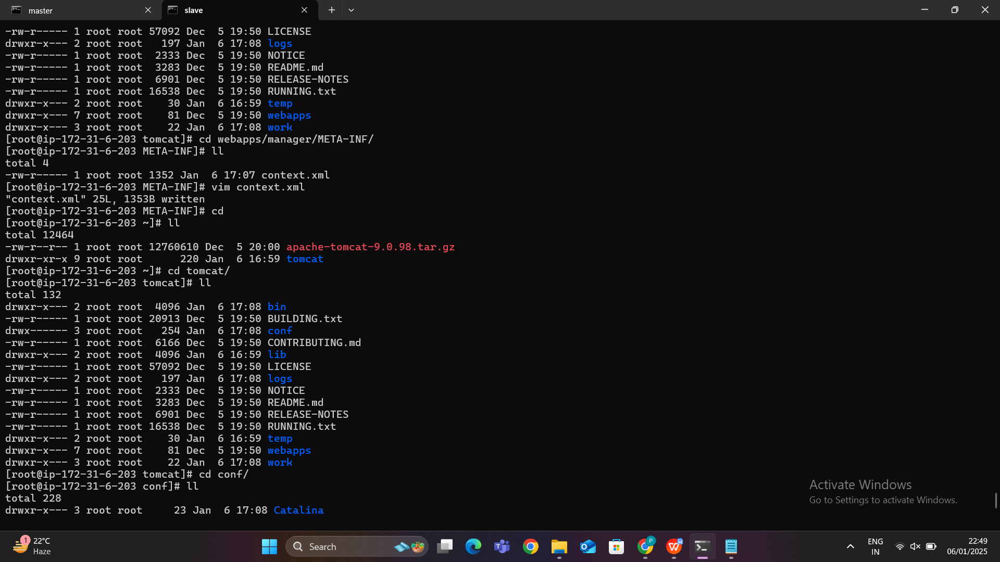 master
slave
-rw-r----- 1 root root 57092 Dec  5 19:50 LICENSE
drwxr-x--- 2 root root   197 Jan  6 17:08 logs
-rw-r----- 1 root root  2333 Dec  5 19:50 NOTICE
-rw-r----- 1 root root  3283 Dec  5 19:50 README.md
-rw-r----- 1 root root  6901 Dec  5 19:50 RELEASE-NOTES
-rw-r----- 1 root root 16538 Dec  5 19:50 RUNNING.txt
drwxr-x--- 2 root root    30 Jan  6 16:59 temp
drwxr-x--- 7 root root    81 Dec  5 19:50 webapps
drwxr-x--- 3 root root    22 Jan  6 17:08 work
[root@ip-172-31-6-203 tomcat]# cd webapps/manager/META-INF/
[root@ip-172-31-6-203 META-INF]# ll
total 4
-rw-r----- 1 root root 1352 Jan  6 17:07 context.xml
[root@ip-172-31-6-203 META-INF]# vim context.xml
"context.xml" 25L, 1353B written
[root@ip-172-31-6-203 META-INF]# cd
[root@ip-172-31-6-203 ~]# ll
total 12464
-rw-r--r-- 1 root root 12760610 Dec  5 20:00 apache-tomcat-9.0.98.tar.gz
drwxr-xr-x 9 root root      220 Jan  6 16:59 tomcat
[root@ip-172-31-6-203 ~]# cd tomcat/
[root@ip-172-31-6-203 tomcat]# ll
total 132
drwxr-x--- 2 root root  4096 Jan  6 17:08 bin
-rw-r----- 1 root root 20913 Dec  5 19:50 BUILDING.txt
drwx------ 3 root root   254 Jan  6 17:08 conf
-rw-r----- 1 root root  6166 Dec  5 19:50 CONTRIBUTING.md
drwxr-x--- 2 root root  4096 Jan  6 16:59 lib
-rw-r----- 1 root root 57092 Dec  5 19:50 LICENSE
drwxr-x--- 2 root root   197 Jan  6 17:08 logs
-rw-r----- 1 root root  2333 Dec  5 19:50 NOTICE
-rw-r----- 1 root root  3283 Dec  5 19:50 README.md
-rw-r----- 1 root root  6901 Dec  5 19:50 RELEASE-NOTES
-rw-r----- 1 root root 16538 Dec  5 19:50 RUNNING.txt
drwxr-x--- 2 root root    30 Jan  6 16:59 temp
drwxr-x--- 7 root root    81 Dec  5 19:50 webapps
drwxr-x--- 3 root root    22 Jan  6 17:08 work
[root@ip-172-31-6-203 tomcat]# cd conf/
[root@ip-172-31-6-203 conf]# ll
total 228
drwxr-x--- 3 root root     23 Jan  6 17:08 Catalina
Activate Windows
Go to Settings to activate Windows.
1
22°C
Haze
Search
P
ENG
IN
22:49
06/01/2025